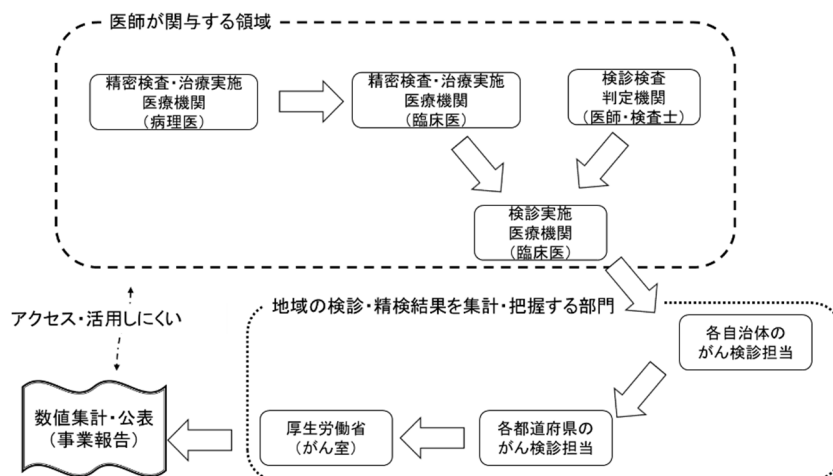 医師が関与する領域
精密検査・治療実施
医療機関
(病理医)
精密検査・治療実施
医療機関
(臨床医)
検診検査
判定機関
(医師・検査士)
検診実施
医療機関
(臨床医)
アクセス・活用しにくい
地域の検診・精検結果を集計・把握する部門
各自治体の
がん検診担当
各都道府県の
がん検診担当
厚生労働省
(がん室)
数値集計・公表
(事業報告)